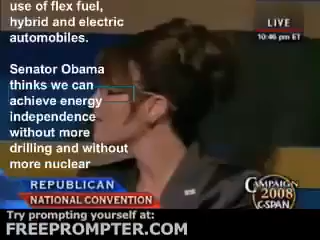 use of flex fuel,
hybrid and electric
automobiles.
Senator Obama
thinks we can
achieve energy
independence
without more
drilling and without
more nuclear
LIVE
10:46 pm ET
REPUBLICAN
NATIONAL CONVENTION
CAMPAIGN
2008
C-SPAN
Try prompting yourself at:
FREEPROMPTER.COM